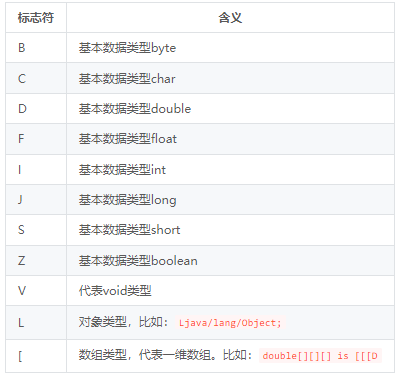 标志符 含义
B 基本数据类型byte
C 基本数据类型char
D 基本数据类型double
F 基本数据类型float
I 基本数据类型int
J 基本数据类型long
S 基本数据类型short
Z 基本数据类型boolean
V 代表void类型
L 对象类型，比如：Ljava/lang/Object;
[ 数组类型，代表一维数组。比如：double[][][] is [[[D